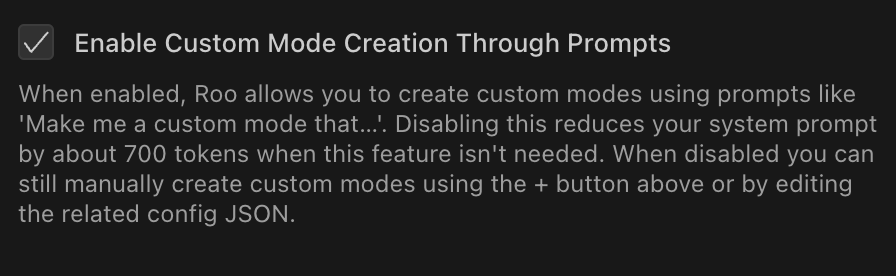 Enable Custom Mode Creation Through Prompts
When enabled, Roo allows you to create custom modes using prompts like
'Make me a custom mode that…'. Disabling this reduces your system prompt
by about 700 tokens when this feature isn't needed. When disabled you can
still manually create custom modes using the + button above or by editing
the related config JSON.